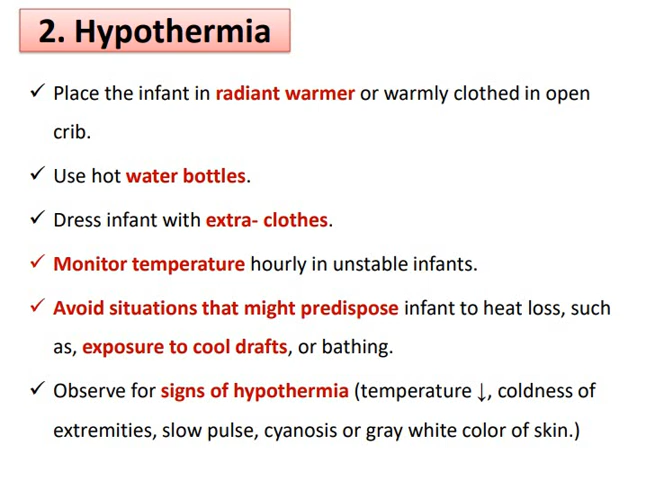 2. Hypothermia
✓ Place the infant in radiant warmer or warmly clothed in open
crib.
✓ Use hot water bottles.
✓ Dress infant with extra- clothes.
✓ Monitor temperature hourly in unstable infants.
✓ Avoid situations that might predispose infant to heat loss, such
as, exposure to cool drafts, or bathing.
✓ Observe for signs of hypothermia (temperature ↓, coldness of
extremities, slow pulse, cyanosis or gray white color of skin.)